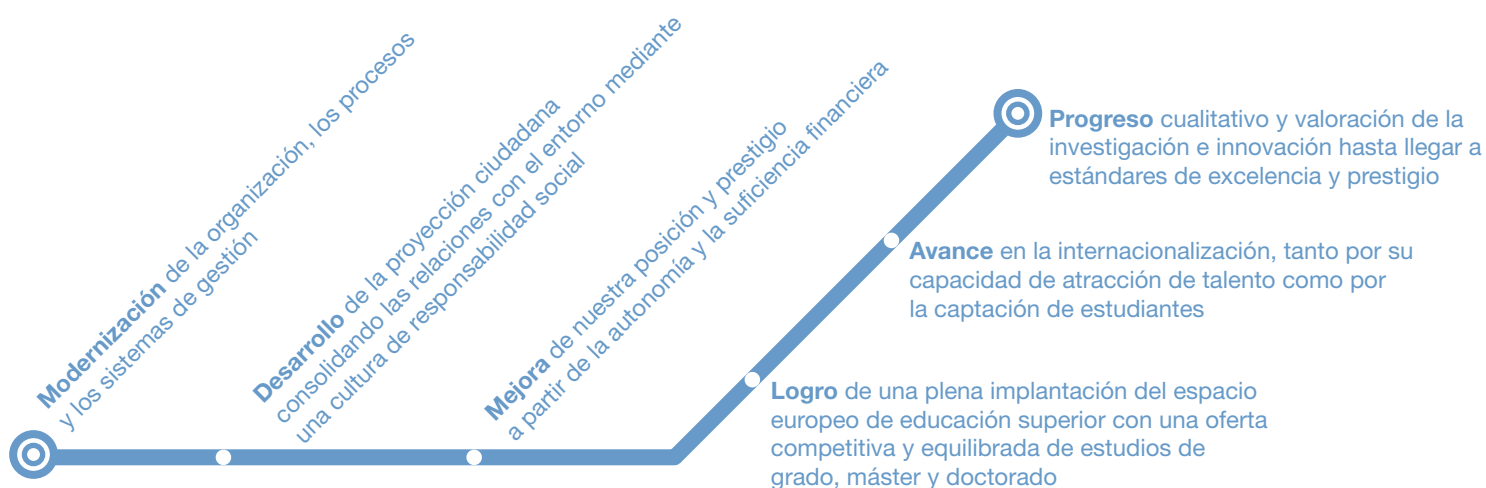 Modernización de la organización, los procesos
y los sistemas de gestión
Desarrollo de la proyección ciudadana
consolidando las relaciones con el entorno mediante
una cultura de responsabilidad social
Mejora de nuestra posición y prestigio
a partir de la autonomía y la suficiencia financiera
Logro de una plena implantación del espacio
europeo de educación superior con una oferta
competitiva y equilibrada de estudios de
grado, máster y doctorado
Avance en la internacionalización, tanto por su
capacidad de atracción de talento como por
la captación de estudiantes
Progreso cualitativo y valoración de la
investigación e innovación hasta llegar a
estándares de excelencia y prestigio